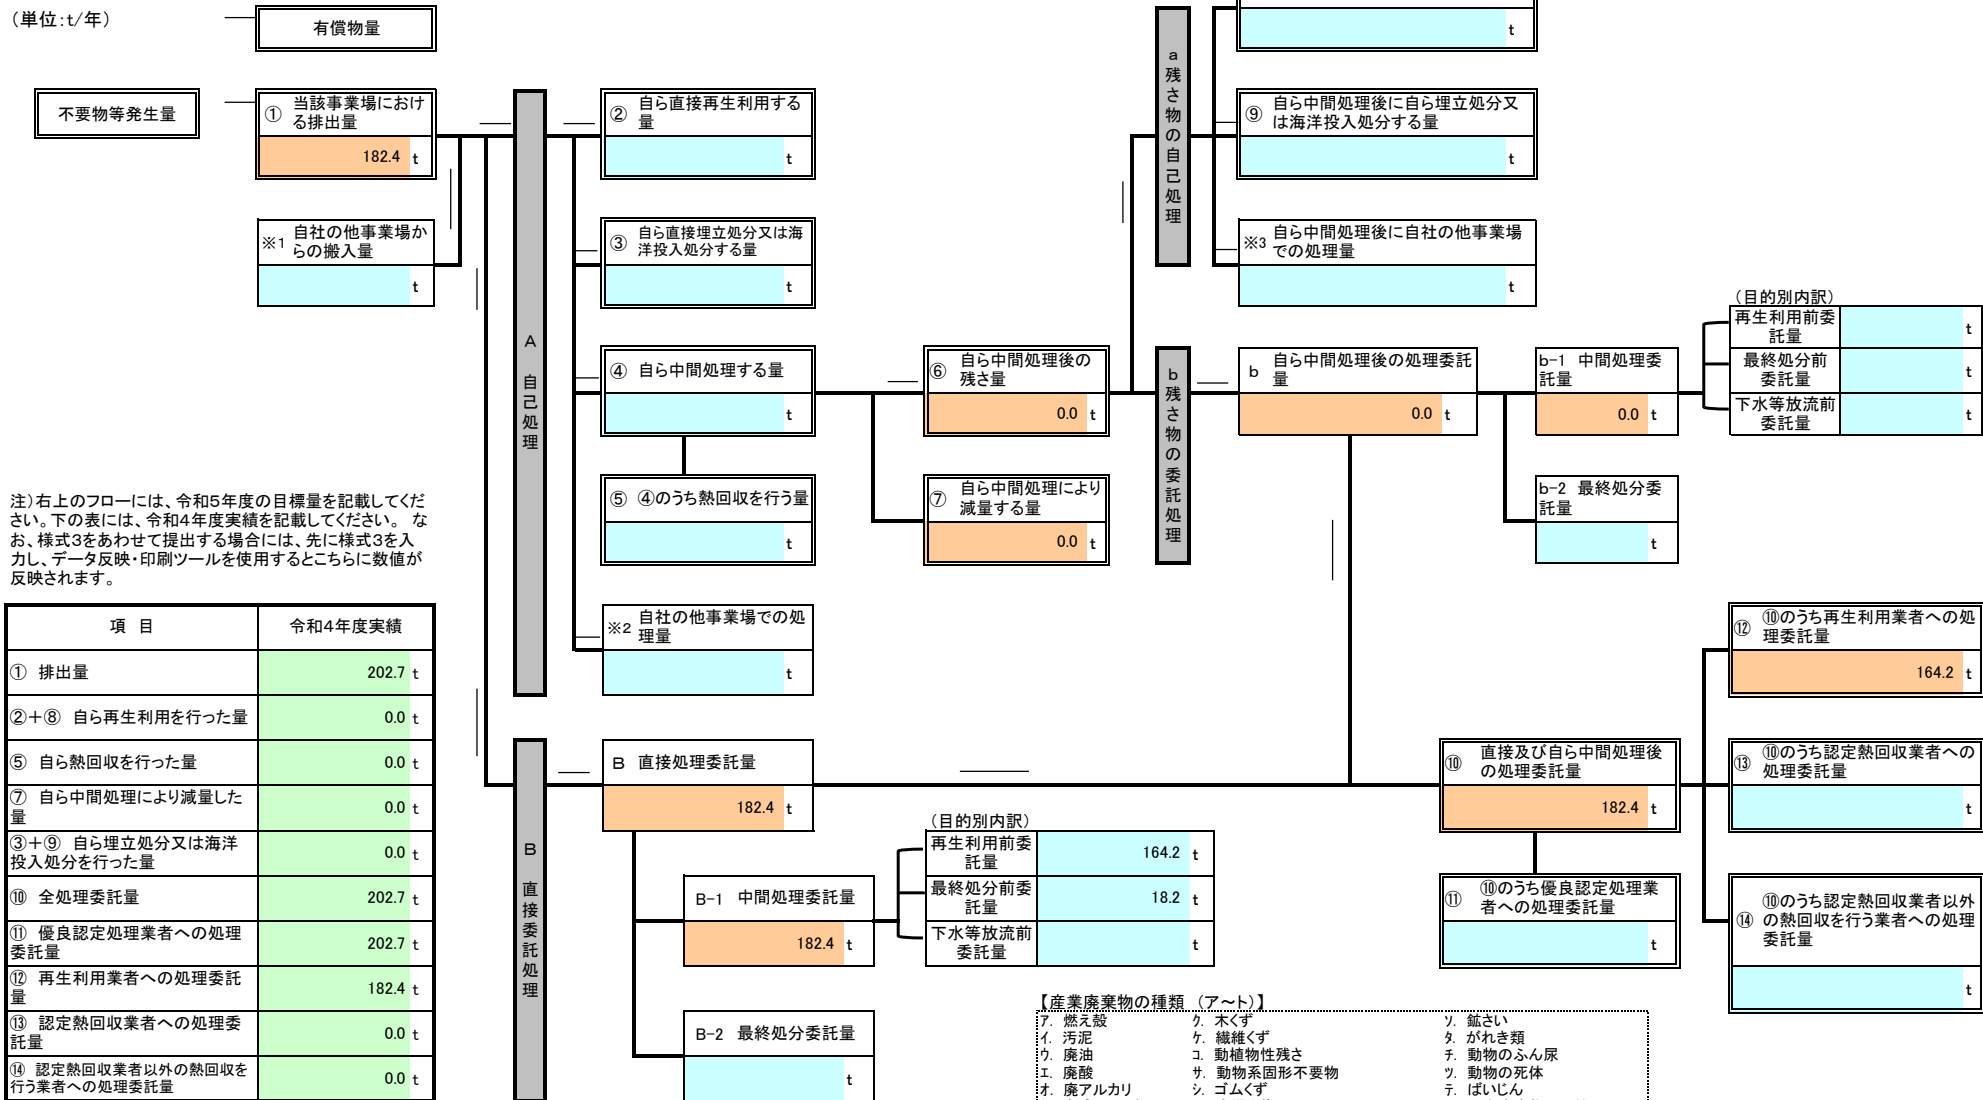 (単位:t/年)
有償物量
t
不要物等発生量
① 当該事業場におけ
る排出量
182.4 t
※1 自社の他事業場か
らの搬入量
t
A 自己処理
② 自ら直接再生利用する
量
t
③ 自ら直接埋立処分又は海
洋投入処分する量
t
④ 自ら中間処理する量
t
⑤ ④のうち熱回収を行う量
t
※2 自社の他事業場での処
理量
t
⑥ 自ら中間処理後の
残さ量
0.0 t
⑦ 自ら中間処理により
減量する量
0.0 t
a 残さ物の自己処理
⑨ 自ら中間処理後に自ら埋立処分又
は海洋投入処分する量
t
※3 自ら中間処理後に自社の他事業場
での処理量
t
b 残さ物の委託処理
b 自ら中間処理後の処理委託
量
0.0 t
b-1 中間処理委
託量
0.0 t
b-2 最終処分委
託量
t
(目的別内訳)
再生利用前委
託量
t
最終処分前
委託量
t
下水等放流前
委託量
t
注)右上のフローには、令和5年度の目標量を記載してくだ
さい。下の表には、令和4年度実績を記載してください。 な
お、様式3をあわせて提出する場合には、先に様式3を入
力し、データ反映・印刷ツールを使用するとこちらに数値が
反映されます。
項 目 令和4年度実績
① 排出量 202.7 t
②+⑧ 自ら再生利用を行った量 0.0 t
⑤ 自ら熱回収を行った量 0.0 t
⑦ 自ら中間処理により減量した
量 0.0 t
③+⑨ 自ら埋立処分又は海洋
投入処分を行った量 0.0 t
⑩ 全処理委託量 202.7 t
⑪ 優良認定処理業者への処理
委託量 202.7 t
⑫ 再生利用業者への処理委託
量 182.4 t
⑬ 認定熱回収業者への処理委
託量 0.0 t
⑭ 認定熱回収業者以外の熱回収を
行う業者への処理委託量 0.0 t
B 直接委託処理
B 直接処理委託量
182.4 t
B-1 中間処理委託量
182.4 t
B-2 最終処分委託量
t
(目的別内訳)
再生利用前委
託量
164.2 t
最終処分前委
託量
18.2 t
下水等放流前
委託量
t
⑩ 直接及び自ら中間処理後
の処理委託量
182.4 t
⑪ ⑩のうち優良認定処理業
者への処理委託量
t
⑫ ⑩のうち再生利用業者への処
理委託量
164.2 t
⑬ ⑩のうち認定熱回収業者への
処理委託量
t
⑭ ⑩のうち認定熱回収業者以外
の熱回収を行う業者への処理
委託量
t
【産業廃棄物の種類 (ア~ト)】
ア. 燃え殻 ク. 木くず ソ. 鉱さい
イ. 汚泥 ケ. 繊維くず タ. がれき類
ウ. 廃油 コ. 動植物性残さ チ. 動物のふん尿
エ. 廃酸 サ. 動物系固形不要物 ツ. 動物の死体
オ. 廃アルカリ シ. ゴムくず テ. ばいじん